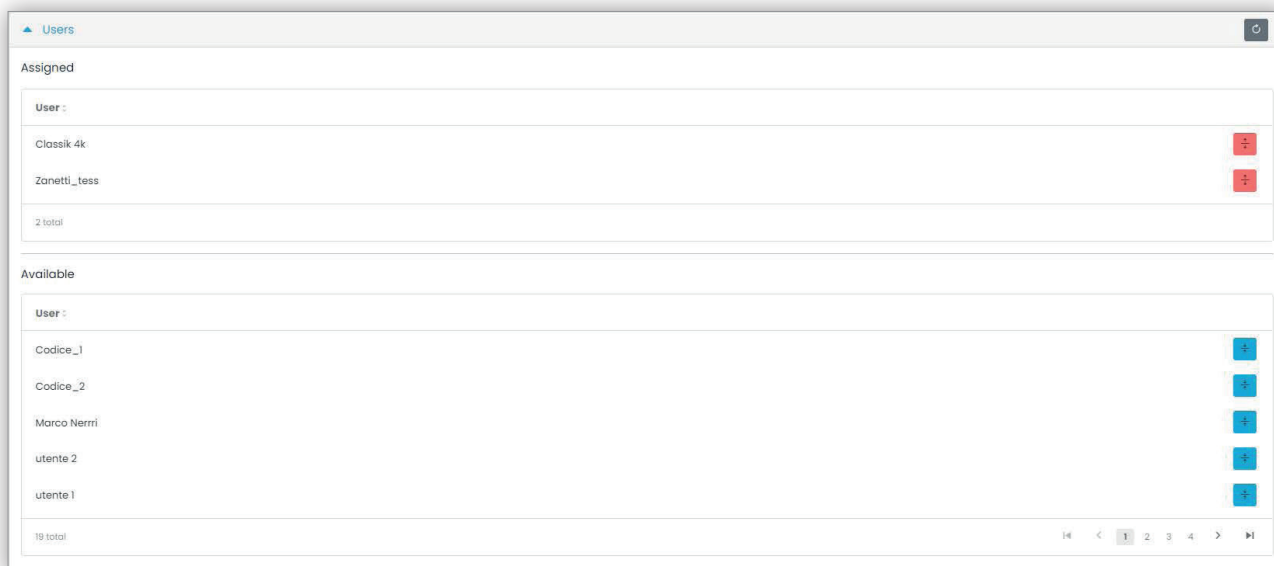 Users
Assigned
User
Classik 4k
Zanetti_tess
2 total
Available
User
Codice_1
Codice_2
Marco Nerrri
utente 2
utente 1
19 total
1 2 3 4